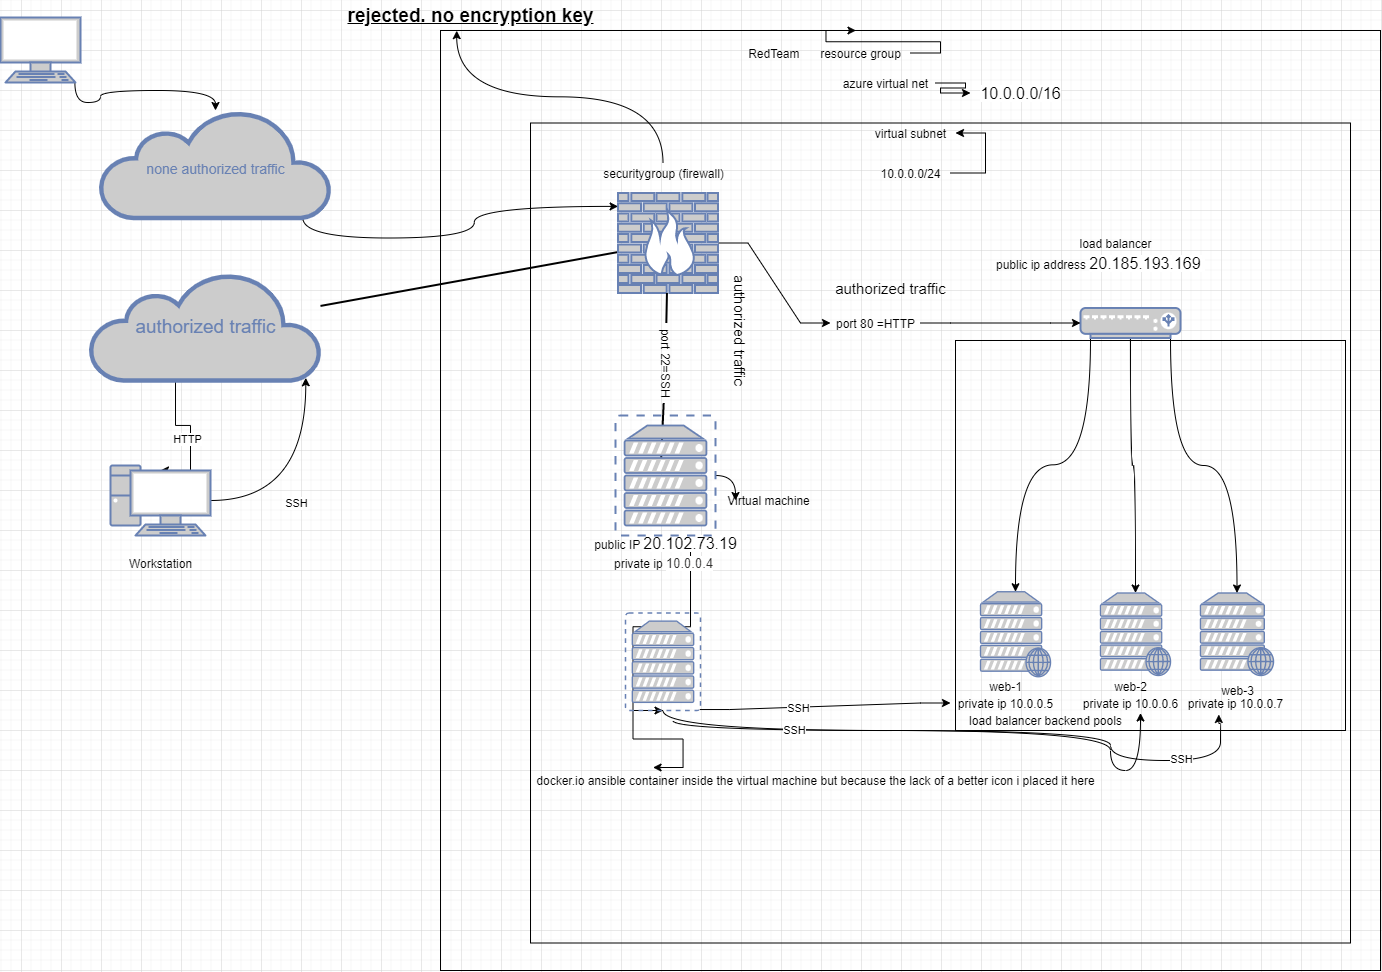 rejected. no encryption key
RedTeam
resource group
azure virtual net
10.0.0.0/16
virtual subnet
10.0.0.0/24
none authorized traffic
securitygroup (firewall)
load balancer
public ip address 20.185.193.169
authorized traffic
authorized traffic
authorized traffic
port 80 =HTTP
port 22=SSH
HTTP
SSH
Virtual machine
Workstation
public IP 20.102.73.19
private ip 10.0.0.4
web-1
private ip 10.0.0.5
web-2
private ip 10.0.0.6
web-3
private ip 10.0.0.7
load balancer backend pools
SSH
SSH
SSH
docker.io ansible container inside the virtual machine but because the lack of a better icon i placed it here